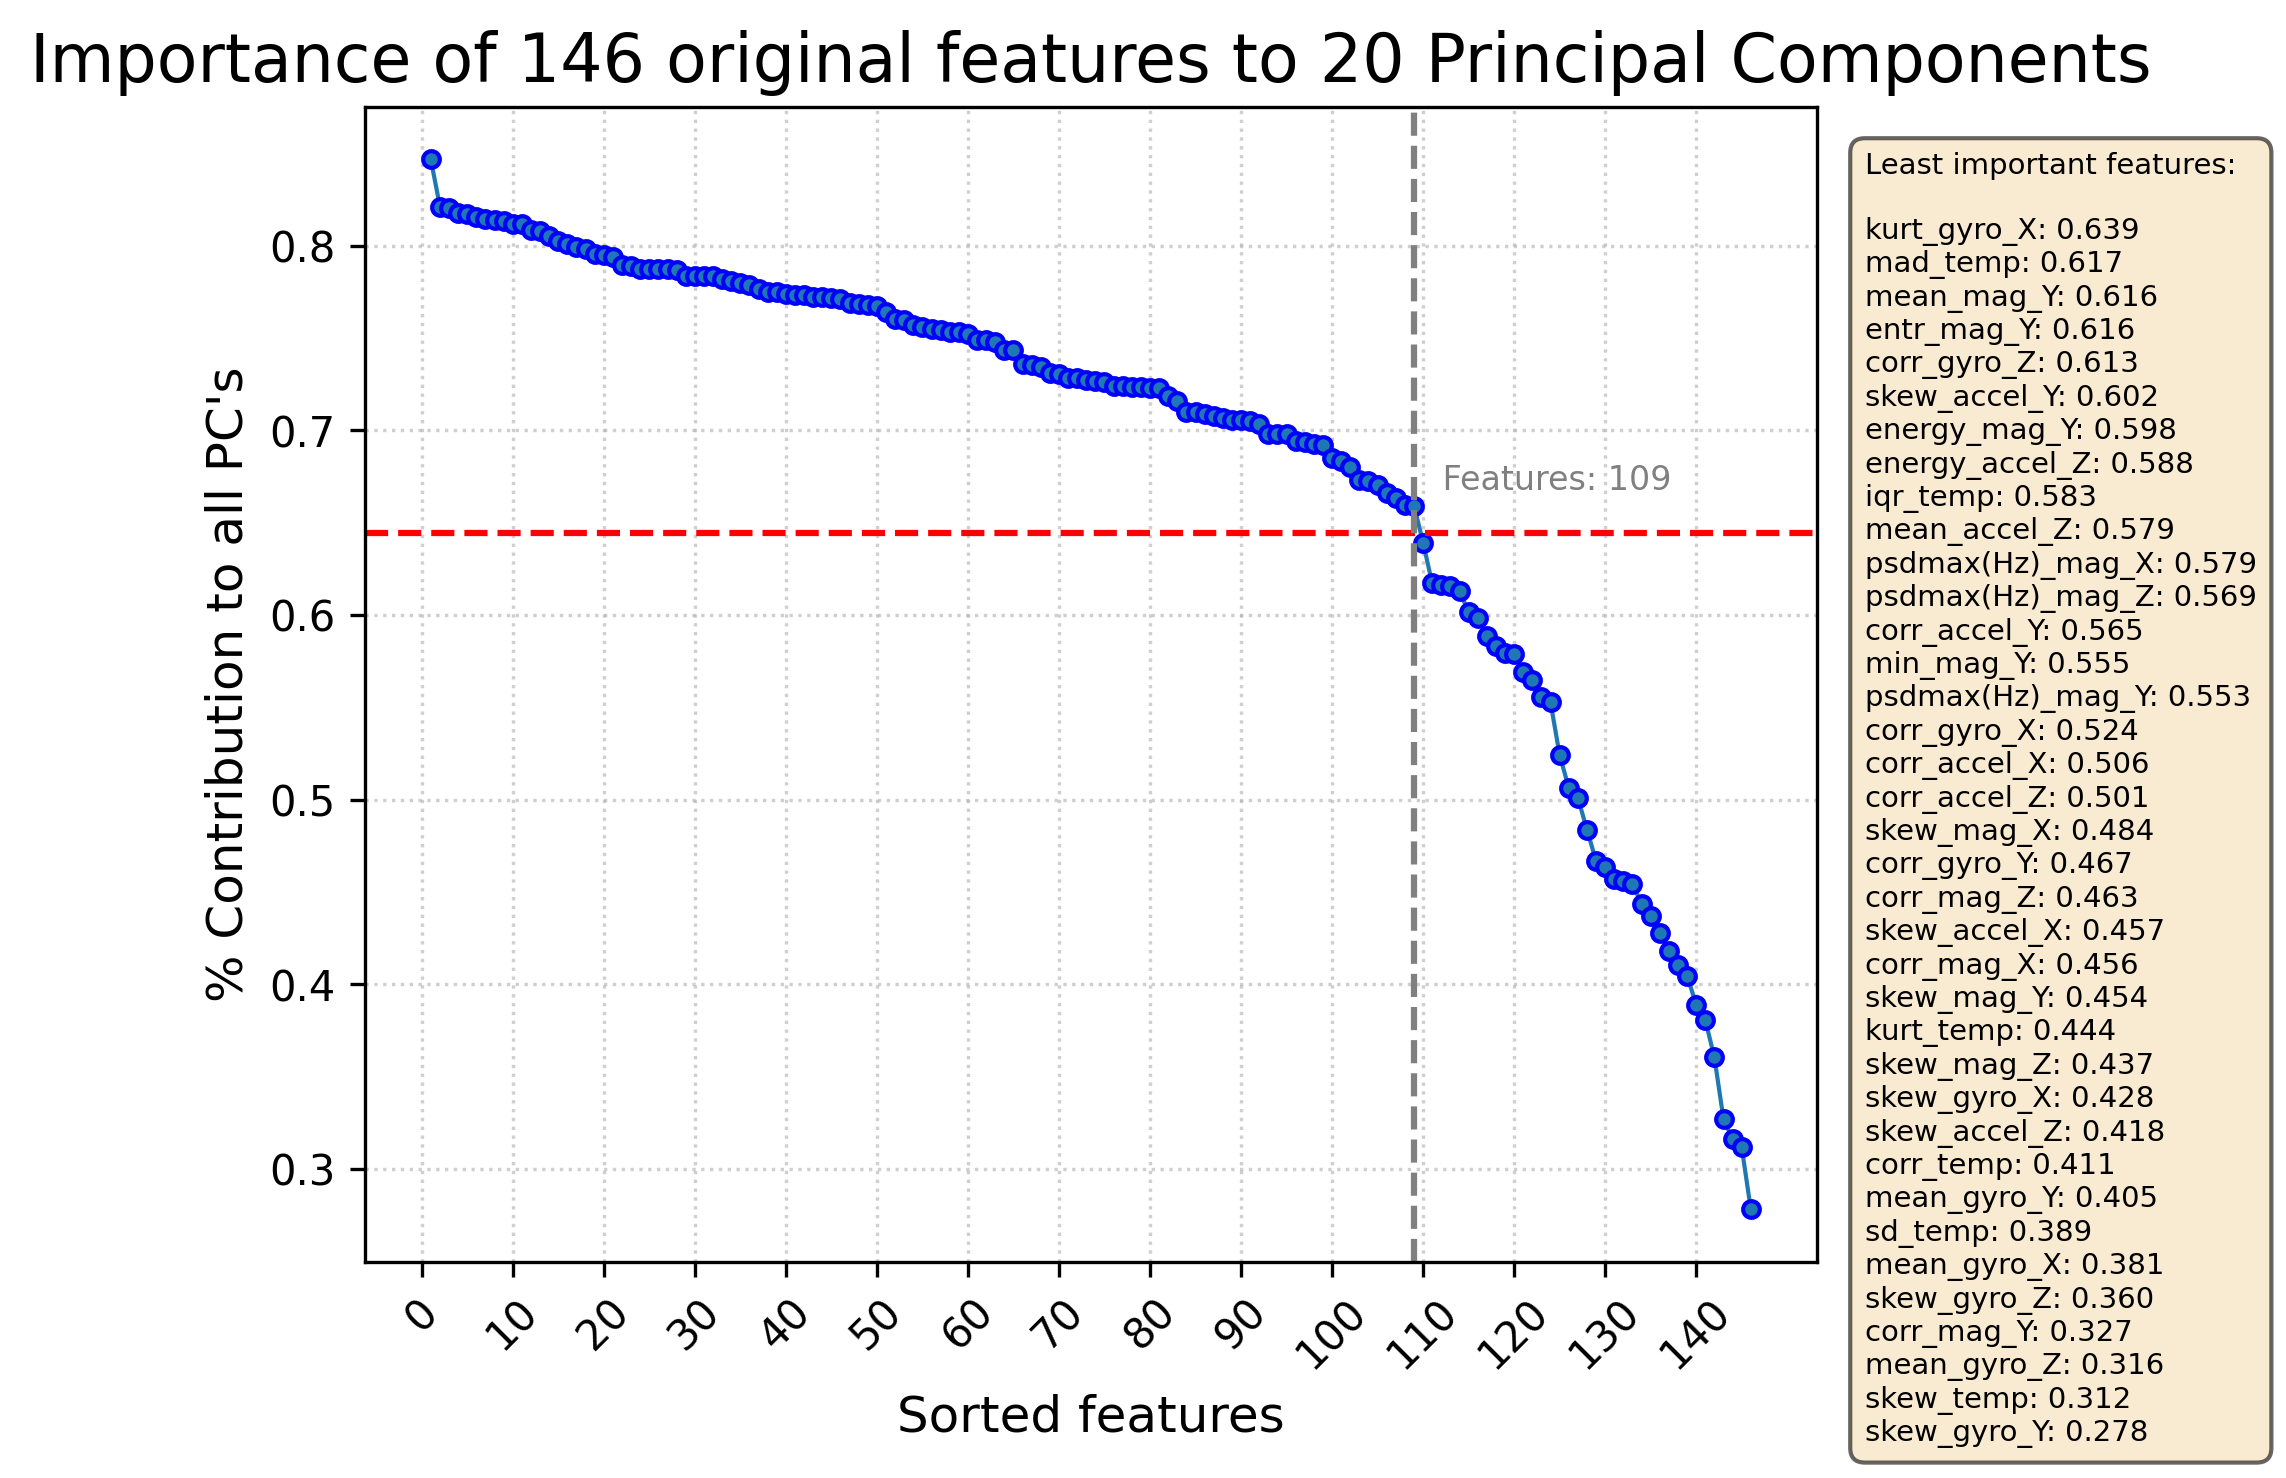 Importance of 146 original features to 20 Principal Components
% Contribution to all PC's
0.8
0.7
0.6
0.5
0.4
0.3
Features: 109
0
10
20
30
40
50
60
70
80
90
100
110
120
130
140
Sorted features
Least important features:
kurt_gyro_X: 0.639
mad_temp: 0.617
mean_mag_Y: 0.616
entr_mag_Y: 0.616
corr_gyro_Z: 0.613
skew_accel_Y: 0.602
energy_mag_Y: 0.598
energy_accel_Z: 0.588
iqr_temp: 0.583
mean_accel_Z: 0.579
psdmax(Hz)_mag_X: 0.579
psdmax(Hz)_mag_Z: 0.569
corr_accel_Y: 0.565
min_mag_Y: 0.555
psdmax(Hz)_mag_Y: 0.553
corr_gyro_X: 0.524
corr_accel_X: 0.506
corr_accel_Z: 0.501
skew_mag_X: 0.484
corr_gyro_Y: 0.467
corr_mag_Z: 0.463
skew_accel_X: 0.457
corr_mag_X: 0.456
skew_mag_Y: 0.454
kurt_temp: 0.444
skew_mag_Z: 0.437
skew_gyro_X: 0.428
skew_accel_Z: 0.418
corr_temp: 0.411
mean_gyro_Y: 0.405
sd_temp: 0.389
mean_gyro_X: 0.381
skew_gyro_Z: 0.360
corr_mag_Y: 0.327
mean_gyro_Z: 0.316
skew_temp: 0.312
skew_gyro_Y: 0.278